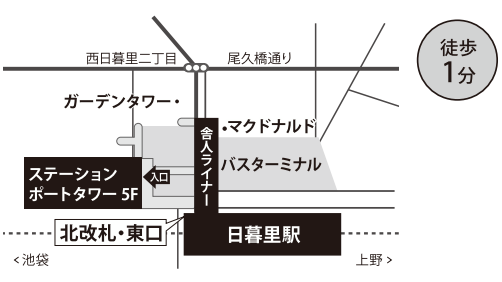 西日暮里二丁目
尾久橋通り
徒歩
1分
ガーデンタワー・
・マクドナルド
舎人ライナー
バスターミナル
ステーション
ポートタワー 5F
入口
北改札・東口
日暮里駅
<池袋
上野>